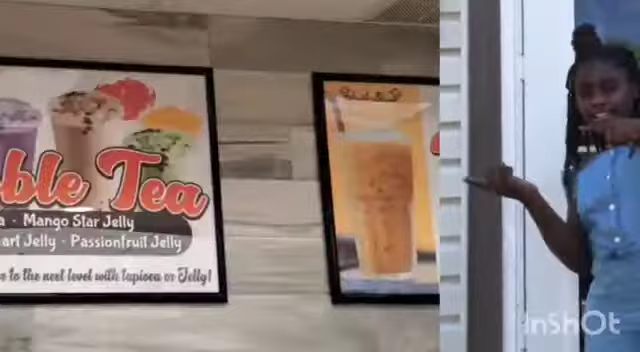 ble Tea
a · Mango Star Jelly
art Jelly · Passionfruit Jelly
e to the next level with tapioca or Jelly!
InShOt